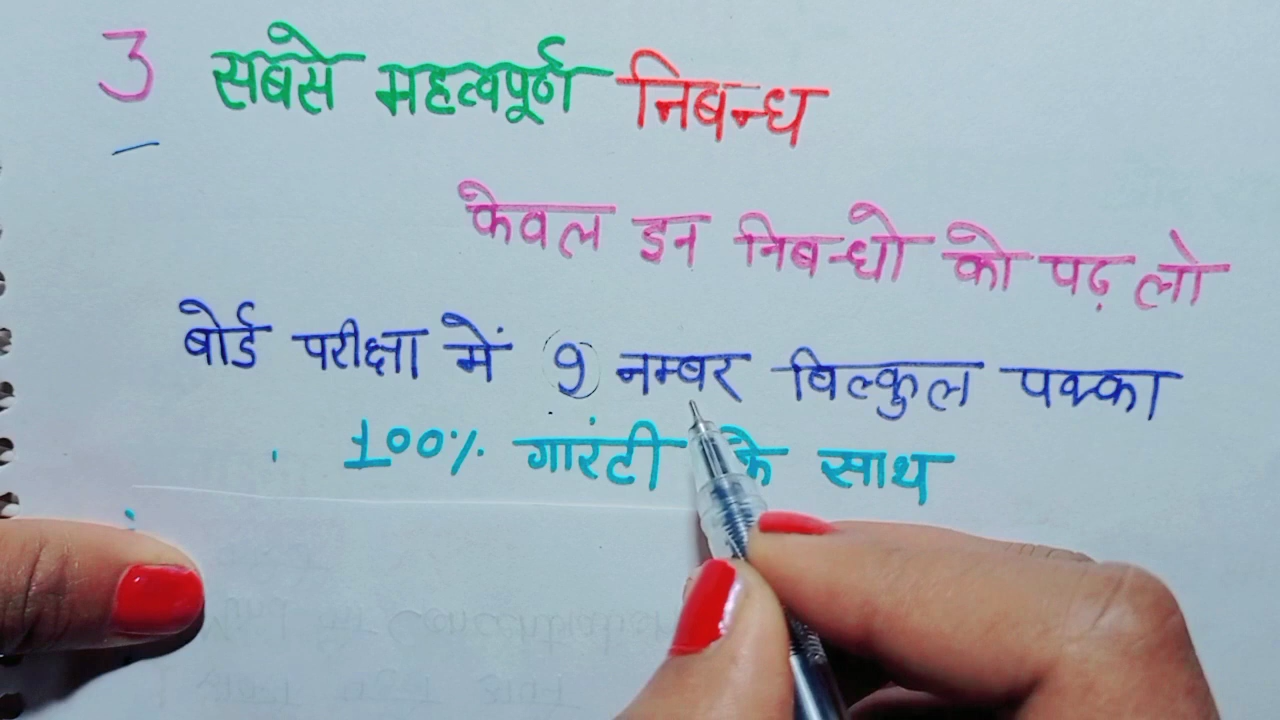 3 सबसे महत्वपूर्ण निबन्ध
केवल इन निबन्धो को पढ़ लो
बोर्ड परीक्षा में 9 नम्बर बिल्कुल पक्का
100% गारंटी के साथ